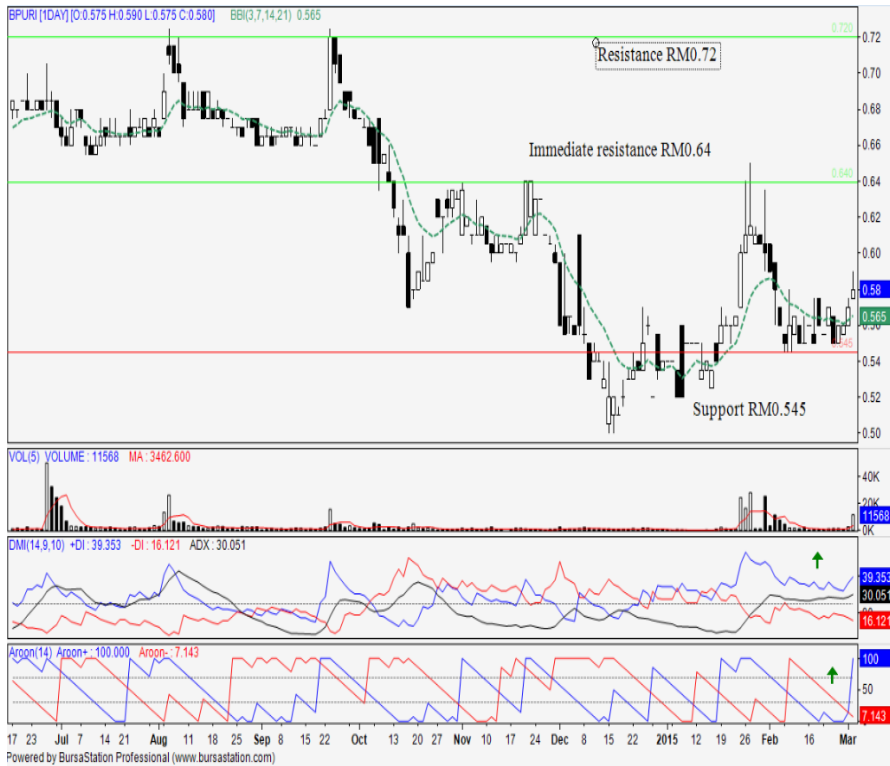 BPURI [1DAY] [O:0.575 H:0.590 L:0.575 C:0.580] BBI(3,7,14,21) 0.565
0.720
0.72
Resistance RM0.72
0.70
0.68
0.66
Immediate resistance RM0.64
0.640
0.64
0.62
0.60
0.58
0.565
0.56
0.545
0.54
0.52
Support RM0.545
0.50
VOL(5) VOLUME : 11568 MA : 3462.600
40K
20K
11568
0K
DMI(14,9,10) +DI : 39.353 -DI : 16.121 ADX : 30.051
39.353
30.051
16.121
Aroon(14) Aroon+ : 100.000 Aroon- : 7.143
100
50
7.143
17 23 Jul 7 14 21 Aug 11 18 25 Sep 8 15 22 Oct 7 13 20 27 Nov 10 17 24 Dec 8 15 22 2015 12 19 26 Feb 16 Mar
Powered by BursaStation Professional (www.bursastation.com)